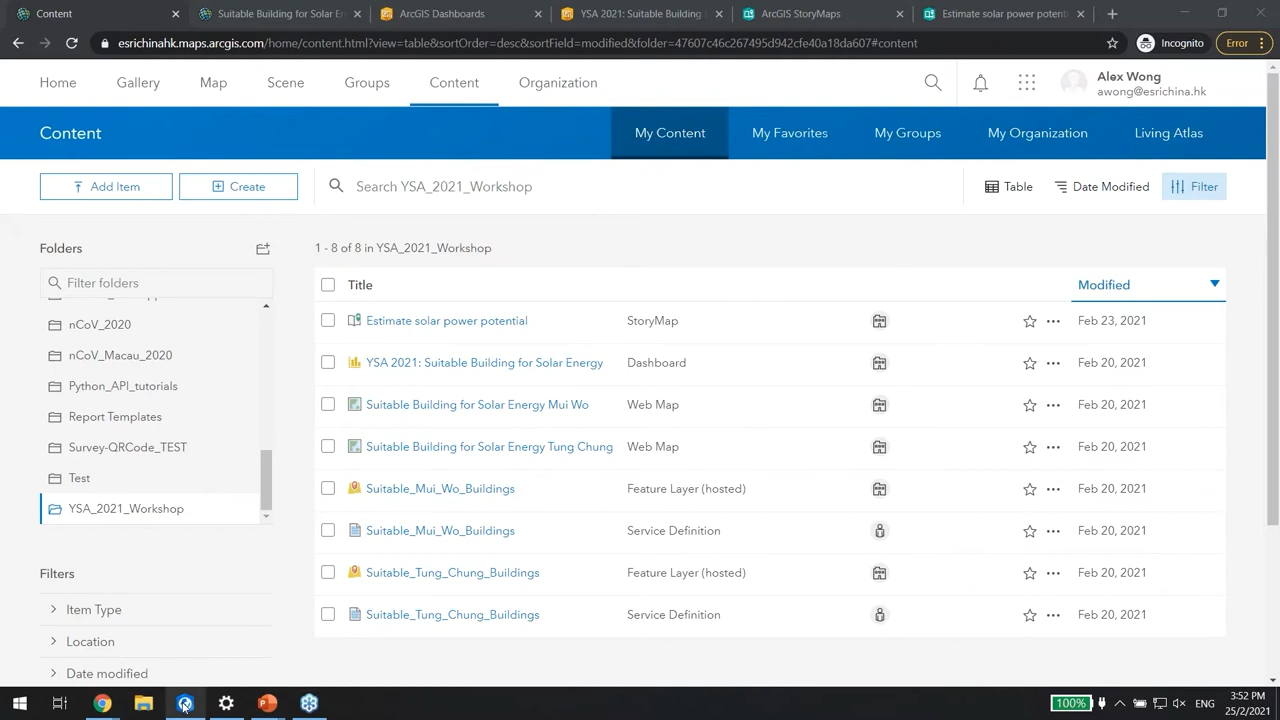 Content
Suitable Building for Solar En
ArcGIS Dashboards
YSA 2021: Suitable Building
ArcGIS StoryMaps
Estimate solar power potenti
esrichinahk.maps.arcgis.com/home/content.html?view=table&sortOrder=desc&sortField=modified&folder=47607c46c267495d942cfe40a18da607#content
Incognito
Error
Home
Gallery
Map
Scene
Groups
Content
Organization
Alex Wong
awong@esrichina.hk
Content
My Content
My Favorites
My Groups
My Organization
Living Atlas
Add Item
Create
Search YSA_2021_Workshop
Table
Date Modified
Filter
Folders
1 - 8 of 8 in YSA_2021_Workshop
Filter folders
nCoV_2020
nCoV_Macau_2020
Python_API_tutorials
Report Templates
Survey-QRCode_TEST
Test
YSA_2021_Workshop
Filters
Item Type
Location
Date modified
Title Modified
Estimate solar power potential StoryMap Feb 23, 2021
YSA 2021: Suitable Building for Solar Energy Dashboard Feb 20, 2021
Suitable Building for Solar Energy Mui Wo Web Map Feb 20, 2021
Suitable Building for Solar Energy Tung Chung Web Map Feb 20, 2021
Suitable_Mui_Wo_Buildings Feature Layer (hosted) Feb 20, 2021
Suitable_Mui_Wo_Buildings Service Definition Feb 20, 2021
Suitable_Tung_Chung_Buildings Feature Layer (hosted) Feb 20, 2021
Suitable_Tung_Chung_Buildings Service Definition Feb 20, 2021
100%
ENG
3:52 PM
25/2/2021